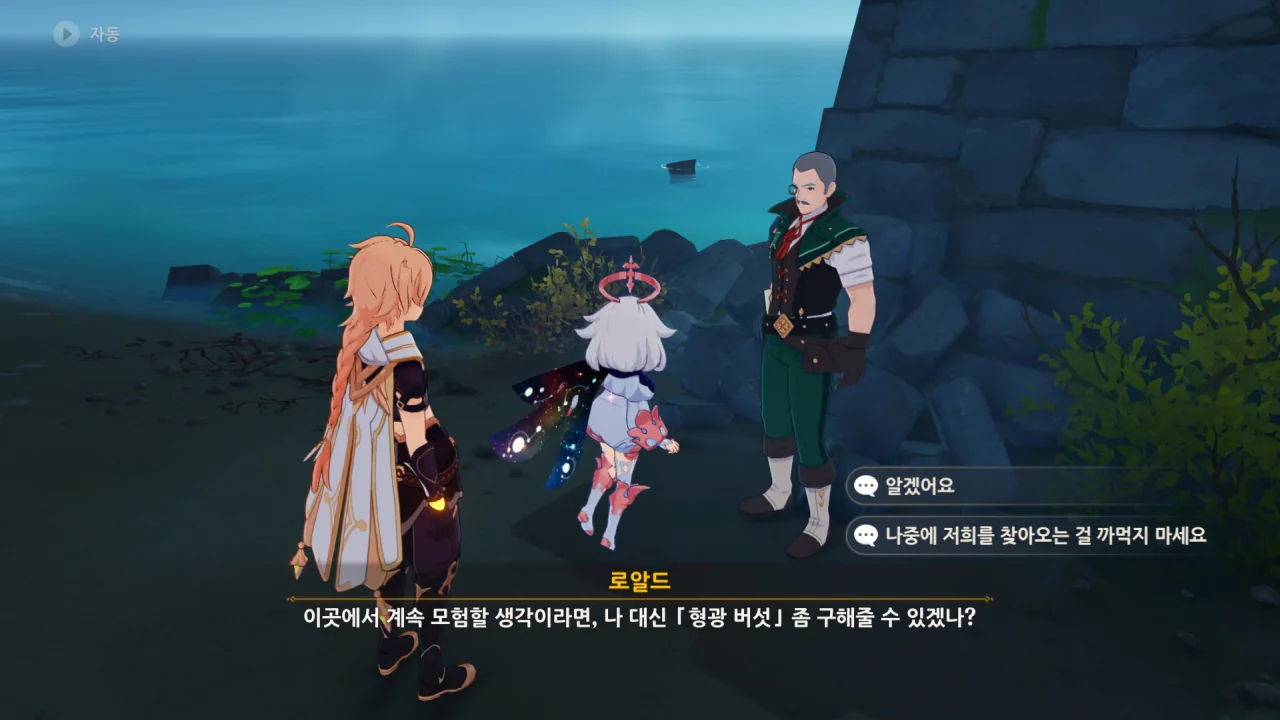 자동
알겠어요
나중에 저희를 찾아오는 걸 까먹지 마세요
로알드
이곳에서 계속 모험할 생각이라면, 나 대신 「형광 버섯」 좀 구해줄 수 있겠나?